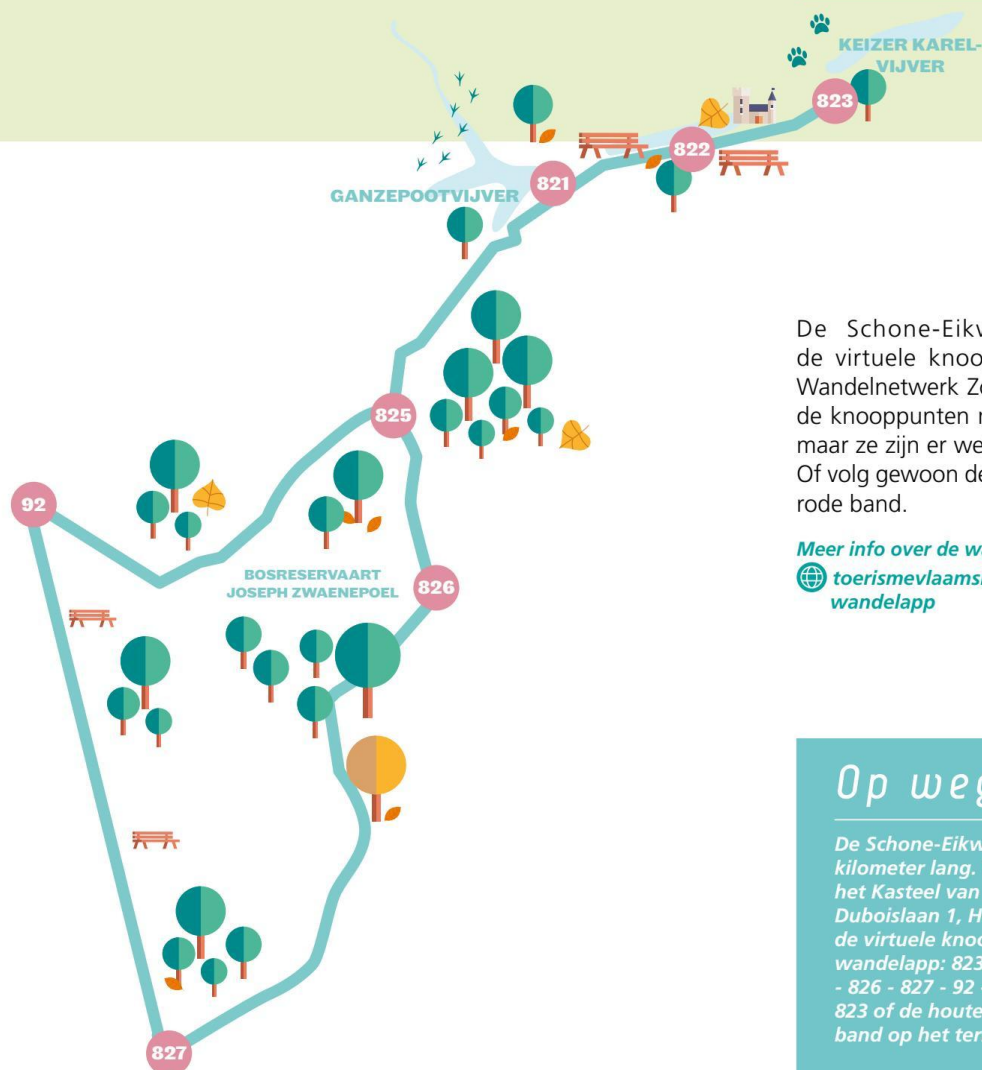 KEIZER KAREL-
VIJVER
823
822
821
GANZEPOOTVIJVER
825
92
BOSRESERVAART
JOSEPH ZWAENEPOEL
826
827
De Schone-Eikv
de virtuele knoo
Wandelnetwerk Zo
de knooppunten
maar ze zijn er we
Of volg gewoon de
rode band.
Meer info over de wa
toerismevlaams
wandelapp
Op weg
De Schone-Eikw
kilometer lang.
het Kasteel van
Duboislaan 1, H
de virtuele knoo
wandelapp: 823
- 826 - 827 - 92
823 of de houte
band op het ter